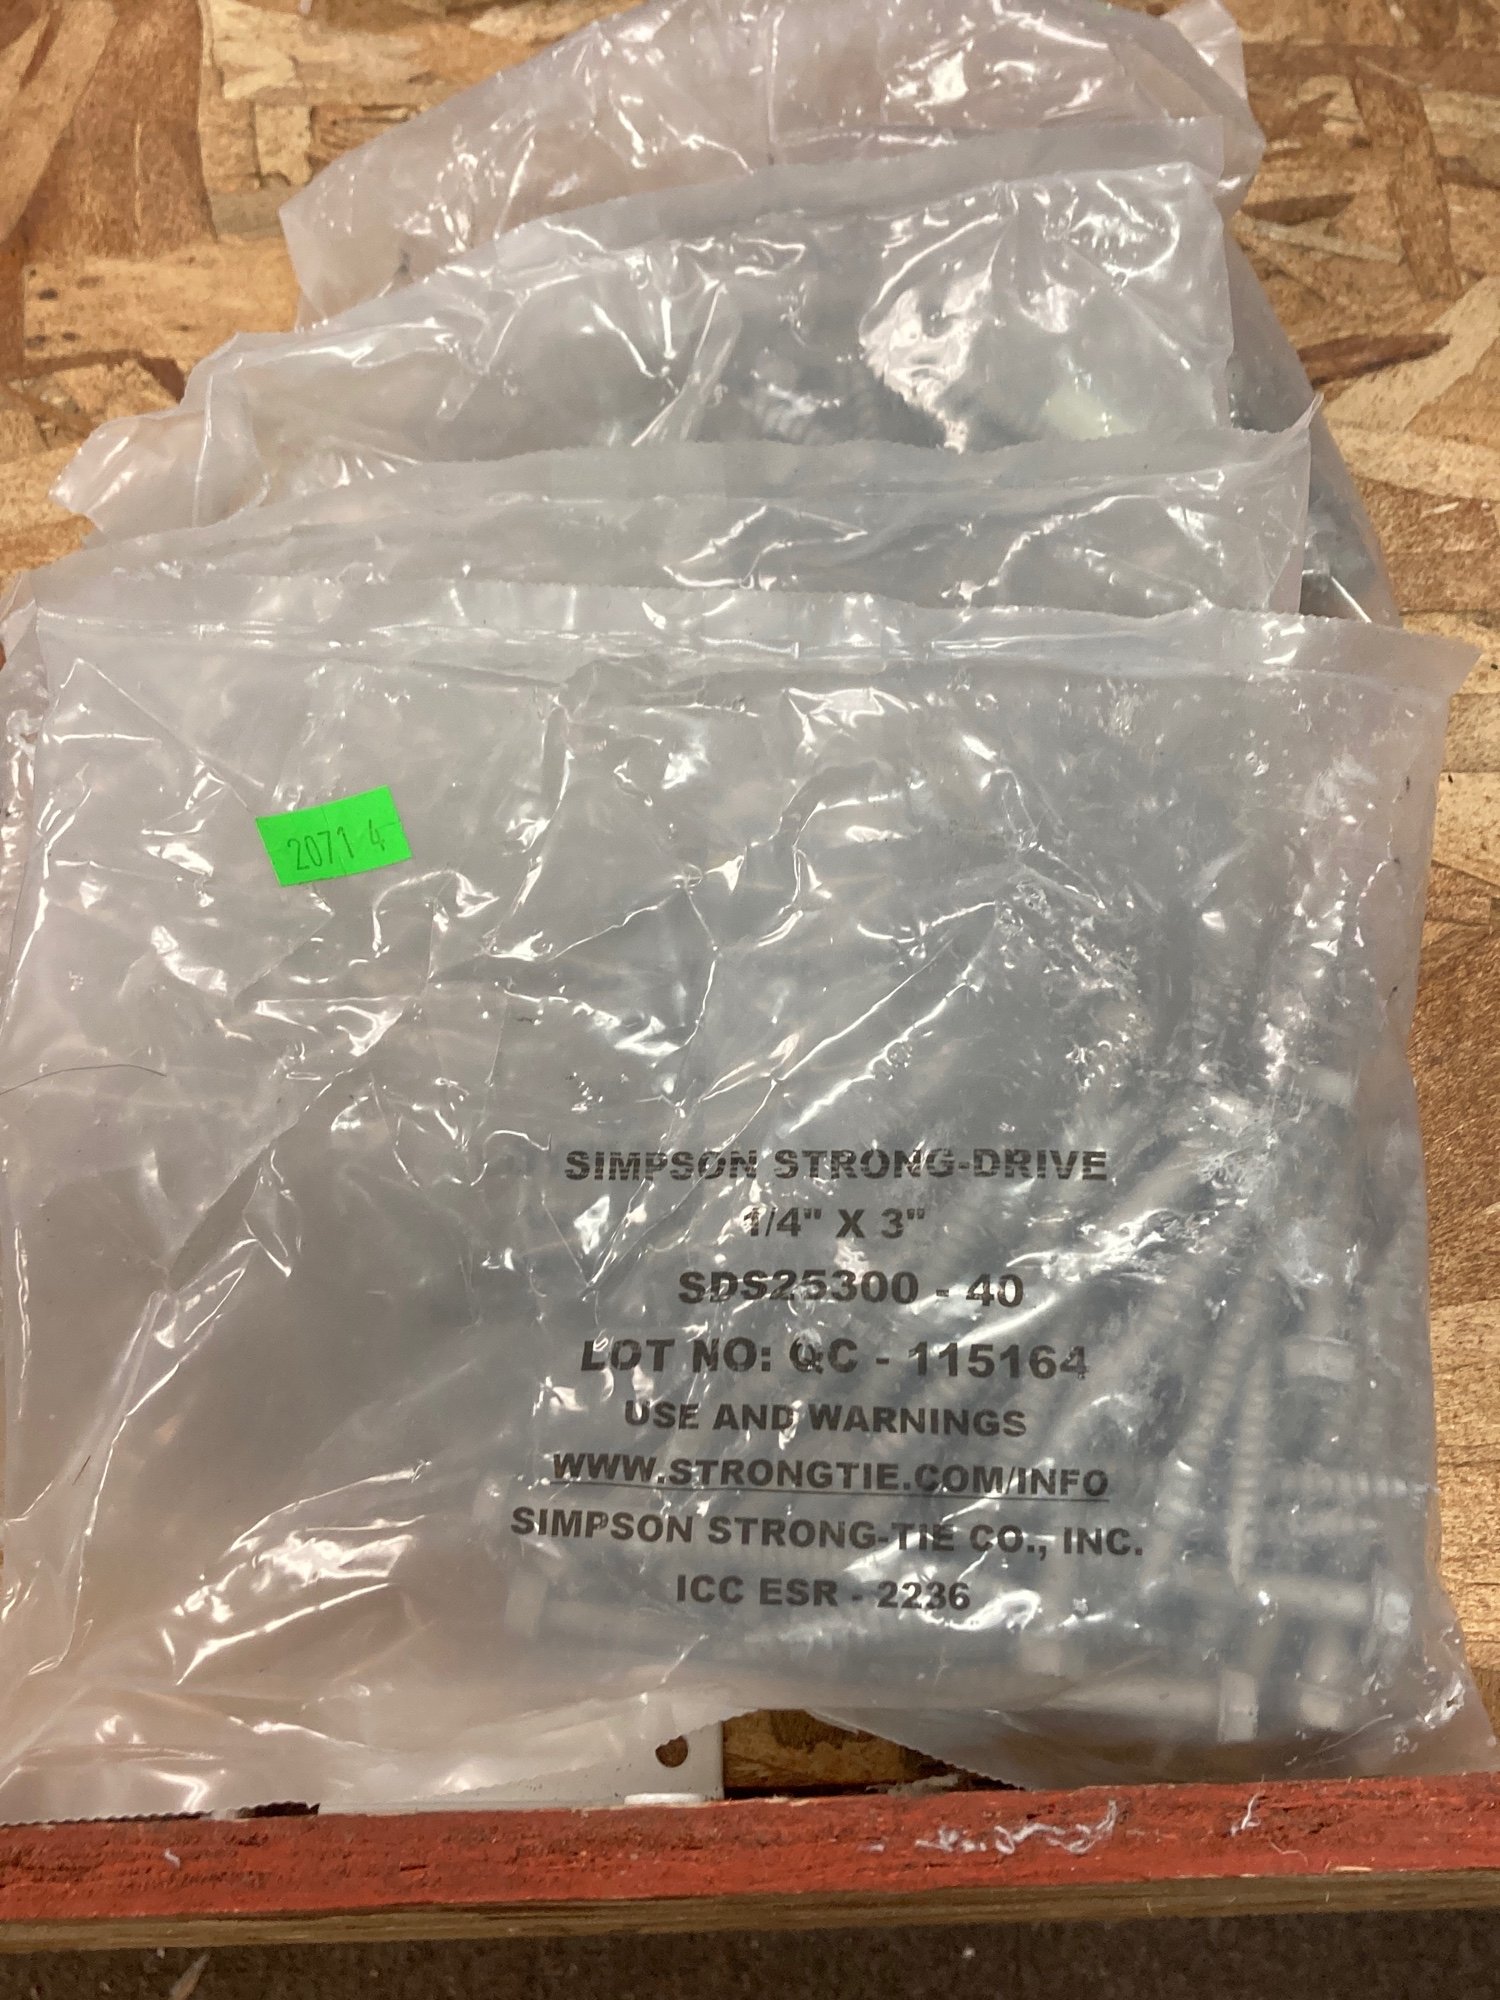 2071 4
SIMPSON STRONG-DRIVE
1/4" X 3"
SDS25300 - 40
LOT NO: QC - 115164
USE AND WARNINGS
WWW.STRONGTIE.COM/INFO
SIMPSON STRONG-TIE CO., INC.
ICC ESR - 2236